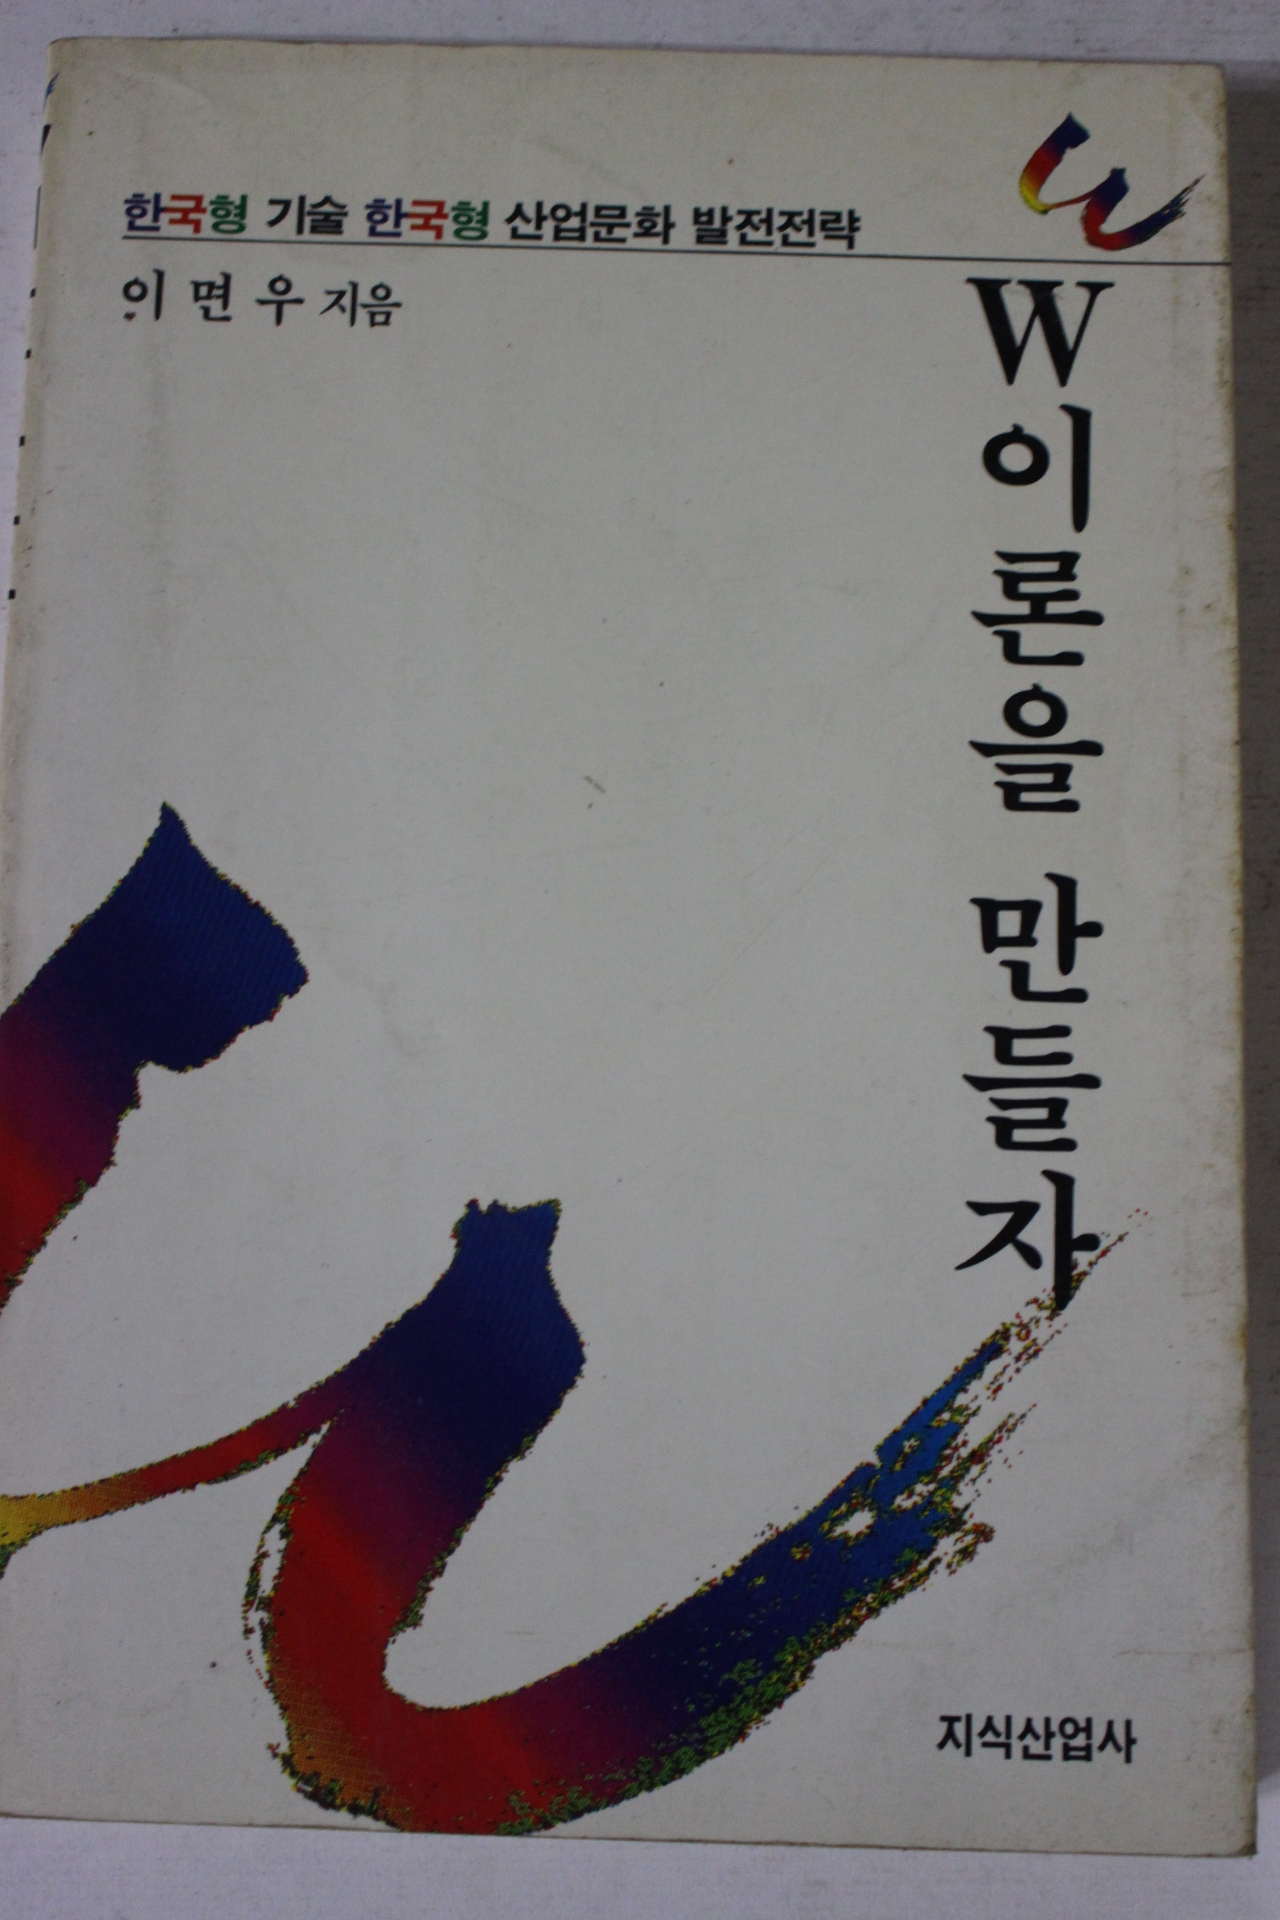 한국형 기술 한국형 산업문화 발전전략
이 면 우 지음
W이론을 만들자
지식산업사